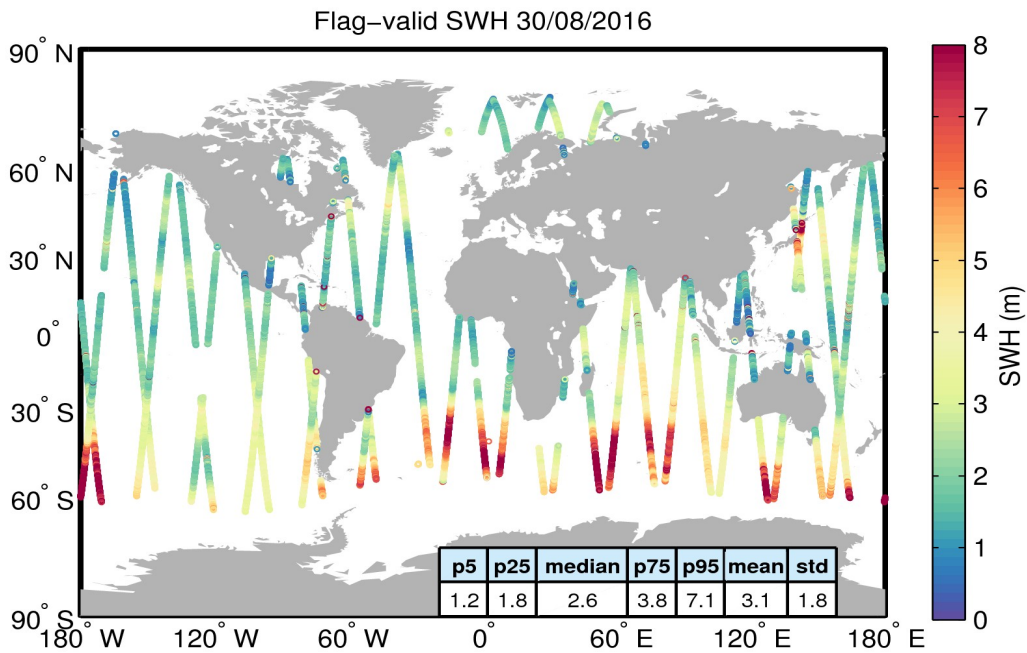 Flag−valid SWH 30/08/2016
90° N
60° N
30° N
0°
30° S
60° S
90° S
180° W
120° W
60° W
0°
60° E
120° E
180° E
p5 p25 median p75 p95 mean std
1.2 1.8 2.6 3.8 7.1 3.1 1.8
8
7
6
5
4
3
2
1
0
SWH (m)